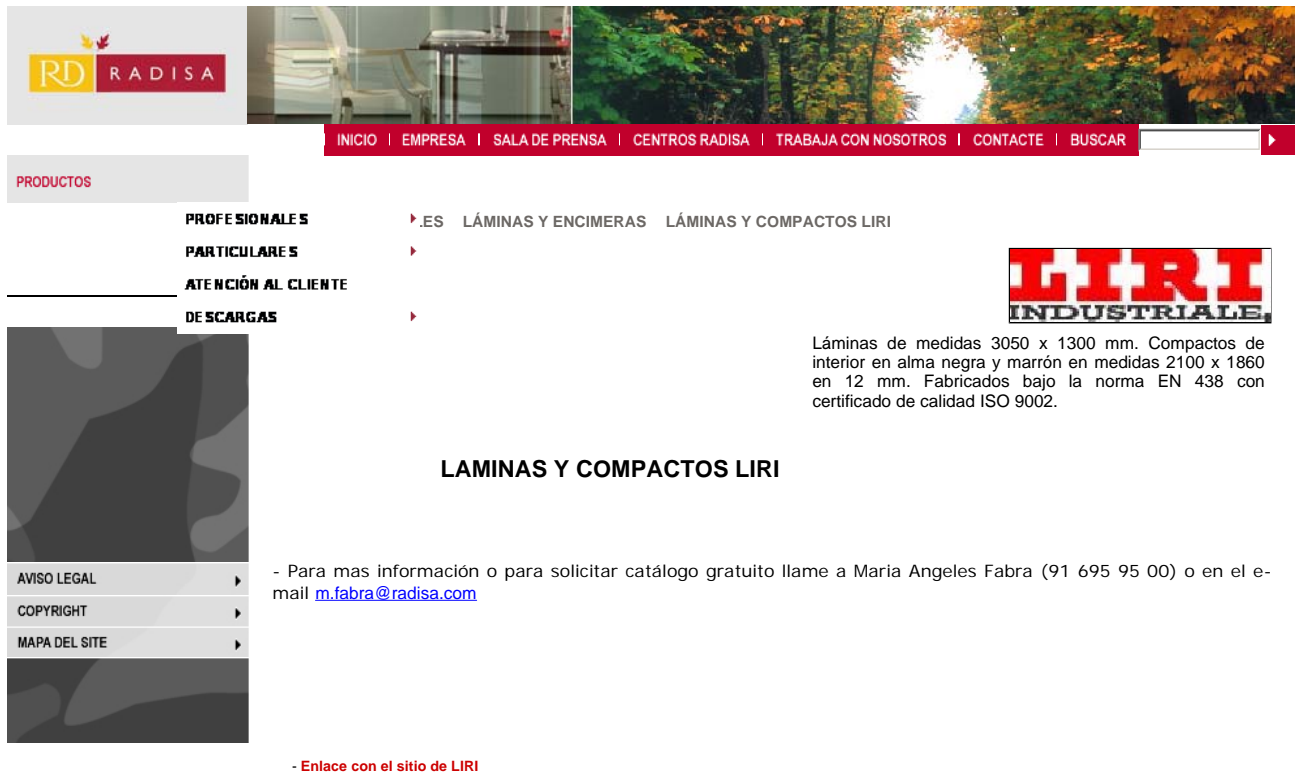 RD RADISA
INICIO | EMPRESA | SALA DE PRENSA | CENTROS RADISA | TRABAJA CON NOSOTROS | CONTACTE | BUSCAR
PRODUCTOS
PROFESIONALES
.ES LÁMINAS Y ENCIMERAS LÁMINAS Y COMPACTOS LIRI
PARTICULARES
ATENCIÓN AL CLIENTE
DESCARGAS
LIRI
INDUSTRIALE
Láminas de medidas 3050 x 1300 mm. Compactos de
interior en alma negra y marrón en medidas 2100 x 1860
en 12 mm. Fabricados bajo la norma EN 438 con
certificado de calidad ISO 9002.
LAMINAS Y COMPACTOS LIRI
- Para mas información o para solicitar catálogo gratuito llame a Maria Angeles Fabra (91 695 95 00) o en el e-
mail m.fabra@radisa.com
AVISO LEGAL
COPYRIGHT
MAPA DEL SITE
- Enlace con el sitio de LIRI